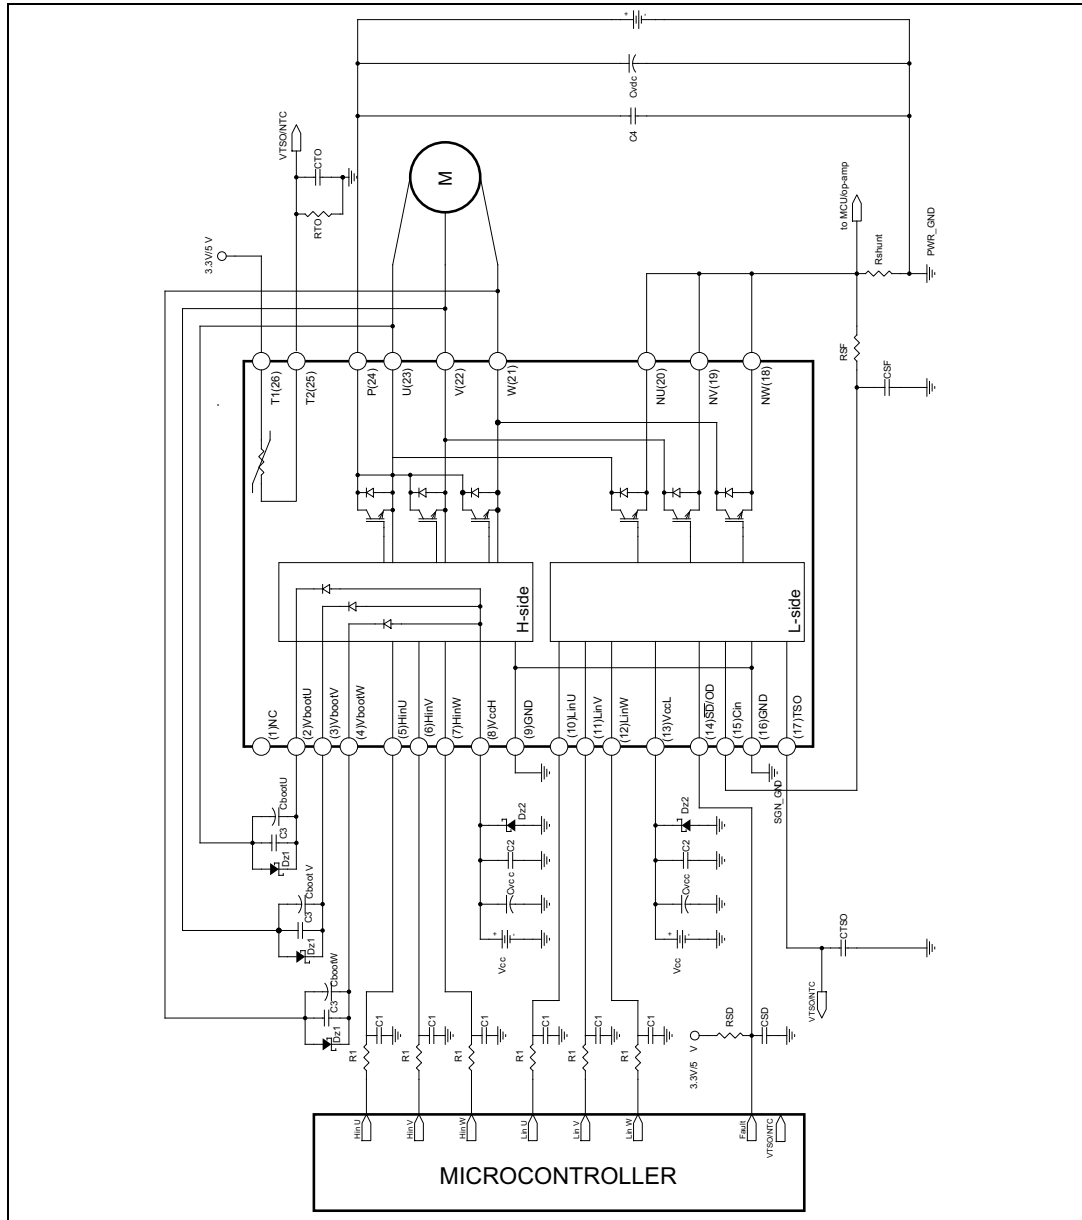 Cvdc
C4
VTSO/NTC
CTO
RTO
M
3.3V/5 V
to MCU/op-amp
Rshunt
PWR_GND
RSF
CSF
T1(26)
T2(25)
P(24)
U(23)
V(22)
W(21)
NU(20)
NV(19)
NW(18)
H-side
L-side
(1)NC
(2)VbootU
(3)VbootV
(4)VbootW
(5)HinU
(6)HinV
(7)HinW
(8)VccH
(9)GND
(10)LinU
(11)LinV
(12)LinW
(13)VccL
(14)SD/OD
(15)Cin
(16)GND
(17)TSO
SGN_GND
CbootU
C3
Dz1
Cboot V
C3
Dz1
CbootW
C3
Dz1
Dz2
C2
Cvc c
Vcc
Dz2
C2
Cvcc
Vcc
CTSO
VTSO/NTC
R1
C1
R1
C1
R1
C1
R1
C1
R1
C1
R1
C1
3.3V/5 V
RSD
CSD
Hin U
Hin V
Hin W
Lin U
Lin V
Lin W
Fault
VTSO/NTC
MICROCONTROLLER